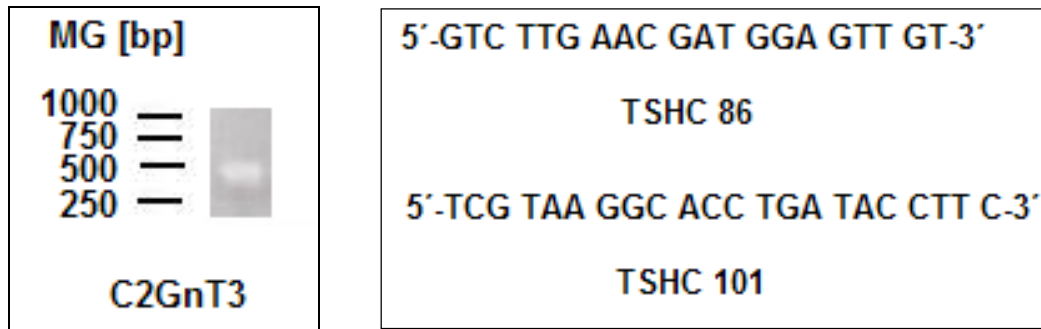 MG [bp]
1000
750
500
250
C2GnT3
5´-GTC TTG AAC GAT GGA GTT GT-3´
TSHC 86
5´-TCG TAA GGC ACC TGA TAC CTT C-3´
TSHC 101